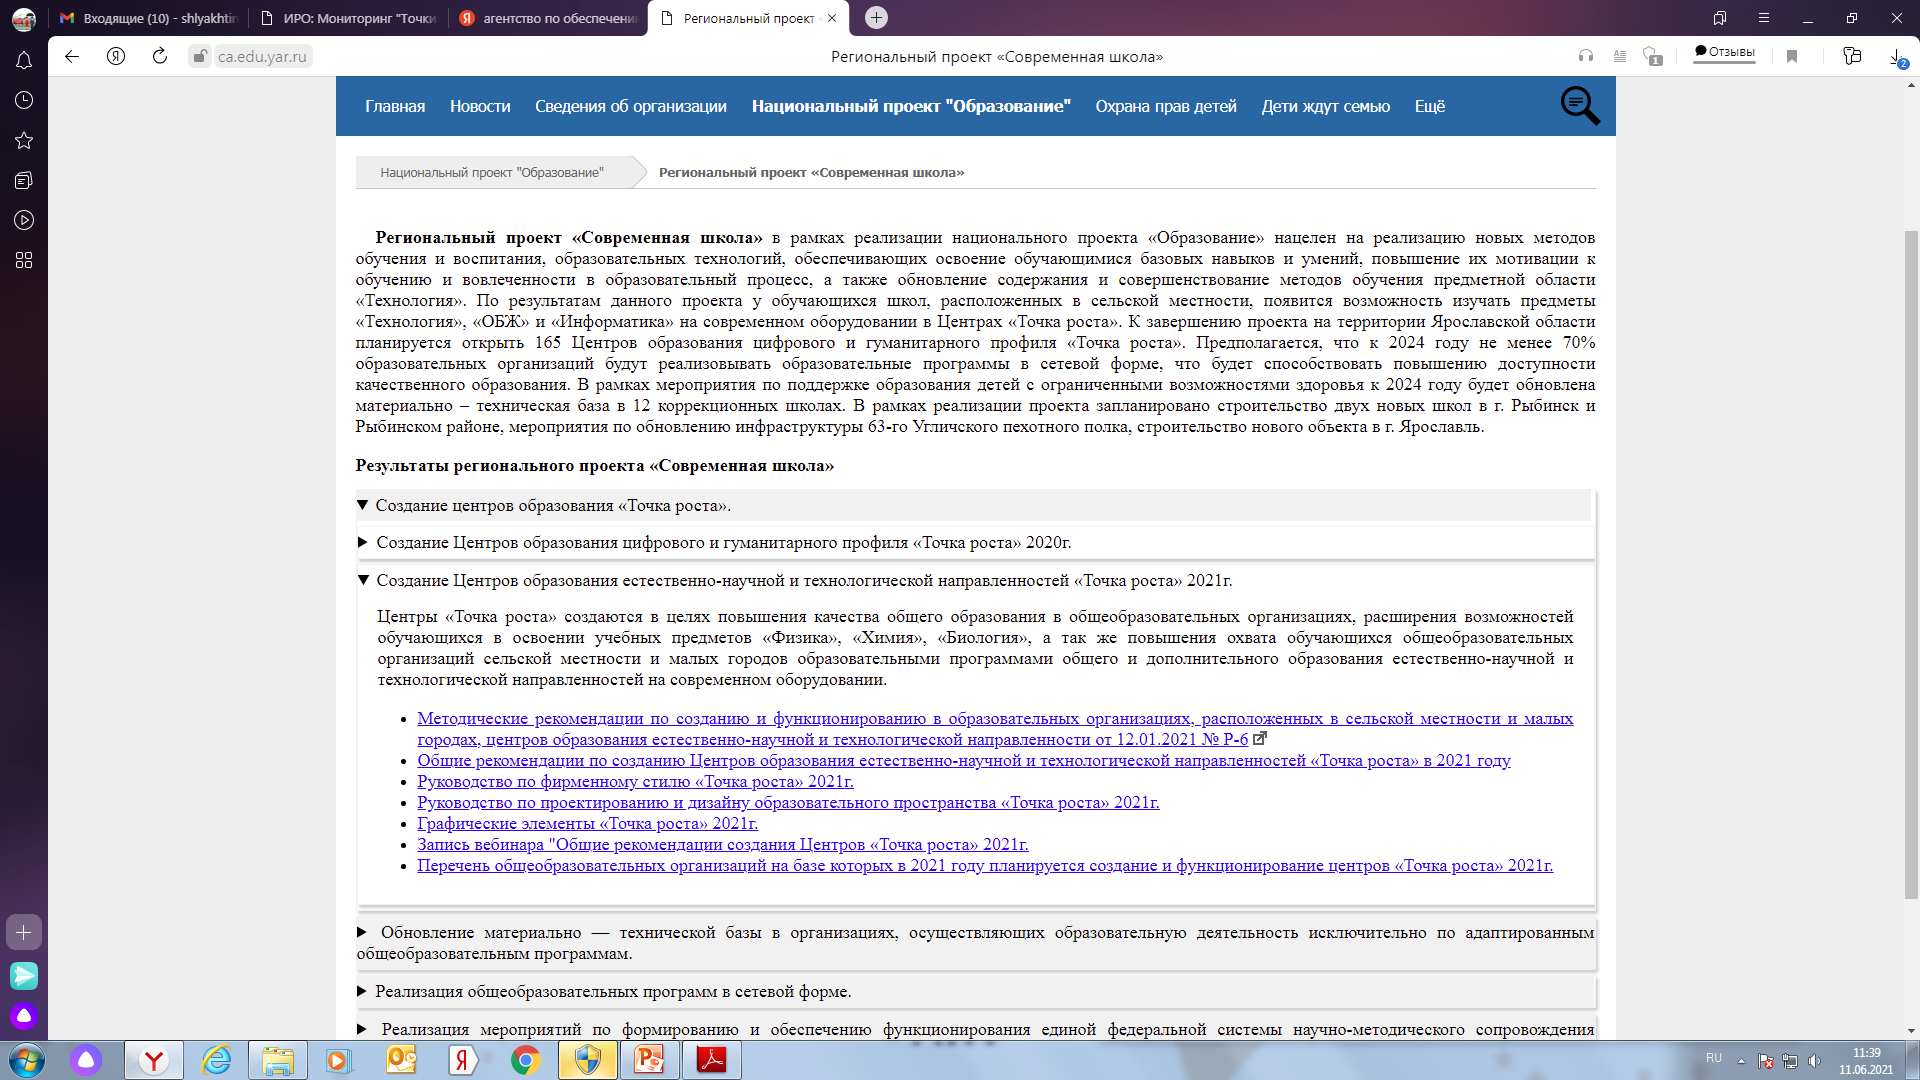 Входящие (10) - shlyakhtin
ИРО: Мониторинг "Точки
агентство по обеспечению
Региональный проект
ca.edu.yar.ru
Региональный проект «Современная школа»
1
Отзывы
2
Главная Новости Сведения об организации Национальный проект "Образование" Охрана прав детей Дети ждут семью Ещё
Национальный проект "Образование" Региональный проект «Современная школа»
Региональный проект «Современная школа» в рамках реализации национального проекта «Образование» нацелен на реализацию новых методов
обучения и воспитания, образовательных технологий, обеспечивающих освоение обучающимися базовых навыков и умений, повышение их мотивации к
обучению и вовлеченности в образовательный процесс, а также обновление содержания и совершенствование методов обучения предметной области
«Технология». По результатам данного проекта у обучающихся школ, расположенных в сельской местности, появится возможность изучать предметы
«Технология», «ОБЖ» и «Информатика» на современном оборудовании в Центрах «Точка роста». К завершению проекта на территории Ярославской области
планируется открыть 165 Центров образования цифрового и гуманитарного профиля «Точка роста». Предполагается, что к 2024 году не менее 70%
образовательных организаций будут реализовывать образовательные программы в сетевой форме, что будет способствовать повышению доступности
качественного образования. В рамках мероприятия по поддержке образования детей с ограниченными возможностями здоровья к 2024 году будет обновлена
материально – техническая база в 12 коррекционных школах. В рамках реализации проекта запланировано строительство двух новых школ в г. Рыбинск и
Рыбинском районе, мероприятия по обновлению инфраструктуры 63-го Угличского пехотного полка, строительство нового объекта в г. Ярославль.
Результаты регионального проекта «Современная школа»
Создание центров образования «Точка роста».
Создание Центров образования цифрового и гуманитарного профиля «Точка роста» 2020г.
Создание Центров образования естественно-научной и технологической направленностей «Точка роста» 2021г.
Центры «Точка роста» создаются в целях повышения качества общего образования в общеобразовательных организациях, расширения возможностей
обучающихся в освоении учебных предметов «Физика», «Химия», «Биология», а так же повышения охвата обучающихся общеобразовательных
организаций сельской местности и малых городов образовательными программами общего и дополнительного образования естественно-научной и
технологической направленностей на современном оборудовании.
Методические рекомендации по созданию и функционированию в образовательных организациях, расположенных в сельской местности и малых
городах, центров образования естественно-научной и технологической направленности от 12.01.2021 № Р-6
Общие рекомендации по созданию Центров образования естественно-научной и технологической направленностей «Точка роста» в 2021 году
Руководство по фирменному стилю «Точка роста» 2021г.
Руководство по проектированию и дизайну образовательного пространства «Точка роста» 2021г.
Графические элементы «Точка роста» 2021г.
Запись вебинара "Общие рекомендации создания Центров «Точка роста» 2021г.
Перечень общеобразовательных организаций на базе которых в 2021 году планируется создание и функционирование центров «Точка роста» 2021г.
Обновление материально — технической базы в организациях, осуществляющих образовательную деятельность исключительно по адаптированным
общеобразовательным программам.
Реализация общеобразовательных программ в сетевой форме.
Реализация мероприятий по формированию и обеспечению функционирования единой федеральной системы научно-методического сопровождения
RU
11:39
11.06.2021